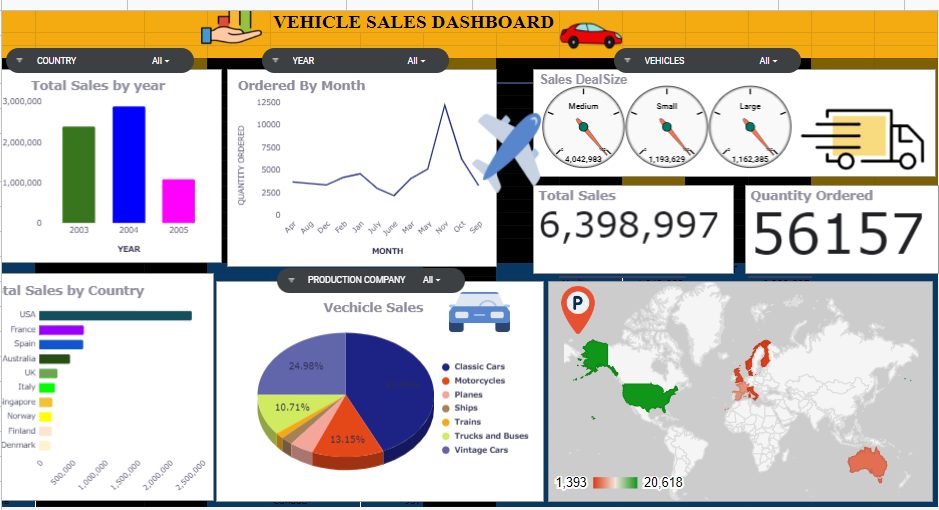 VEHICLE SALES DASHBOARD
COUNTRY All
YEAR All
VEHICLES All
Total Sales by year
3,000,000
2,000,000
1,000,000
0
2003 2004 2005
YEAR
Ordered By Month
QUANTITY ORDERED
12500
10000
7500
5000
2500
0
Apr Aug Dec Feb Jan July June Mar May Nov Oct Sep
MONTH
Sales DealSize
Medium Small Large
4,042,983 1,193,629 1,162,385
Total Sales
6,398,997
Quantity Ordered
56157
tal Sales by Country
USA
France
Spain
Australia
UK
Italy
ingapore
Norway
Finland
Denmark
0 500,000 1,000,000 1,500,000 2,000,000 2,500,000
PRODUCTION COMPANY All
Vechicle Sales
24.98%
10.71%
13.15%
Classic Cars
Motorcycles
Planes
Ships
Trains
Trucks and Buses
Vintage Cars
P
1,393 20,618